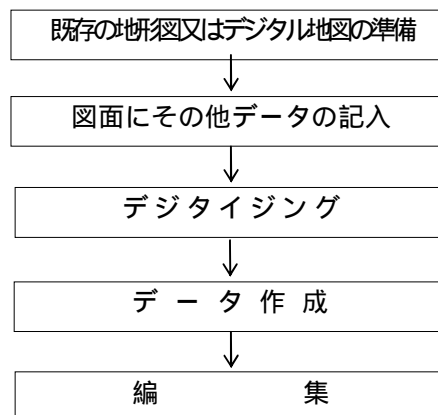 既存の地形図又はデジタル地図の準備
図面にその他データの記入
デジタイジング
データ作成
編集